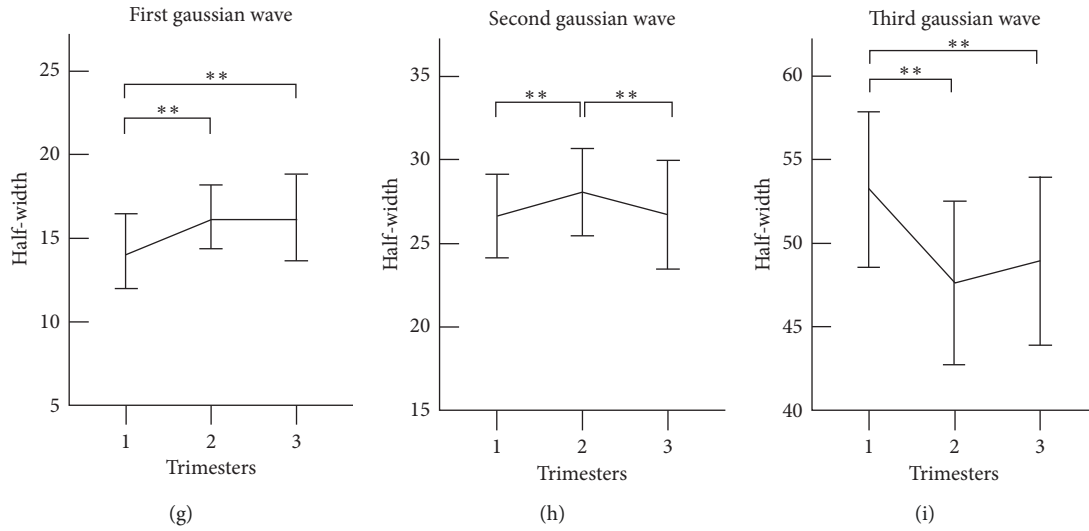 First gaussian wave
25
20
15
10
5
Half-width
**
**
1 2 3
Trimesters
(g)
Second gaussian wave
35
30
25
20
15
Half-width
** **
1 2 3
Trimesters
(h)
Third gaussian wave
60
55
50
45
40
Half-width
**
**
1 2 3
Trimesters
(i)